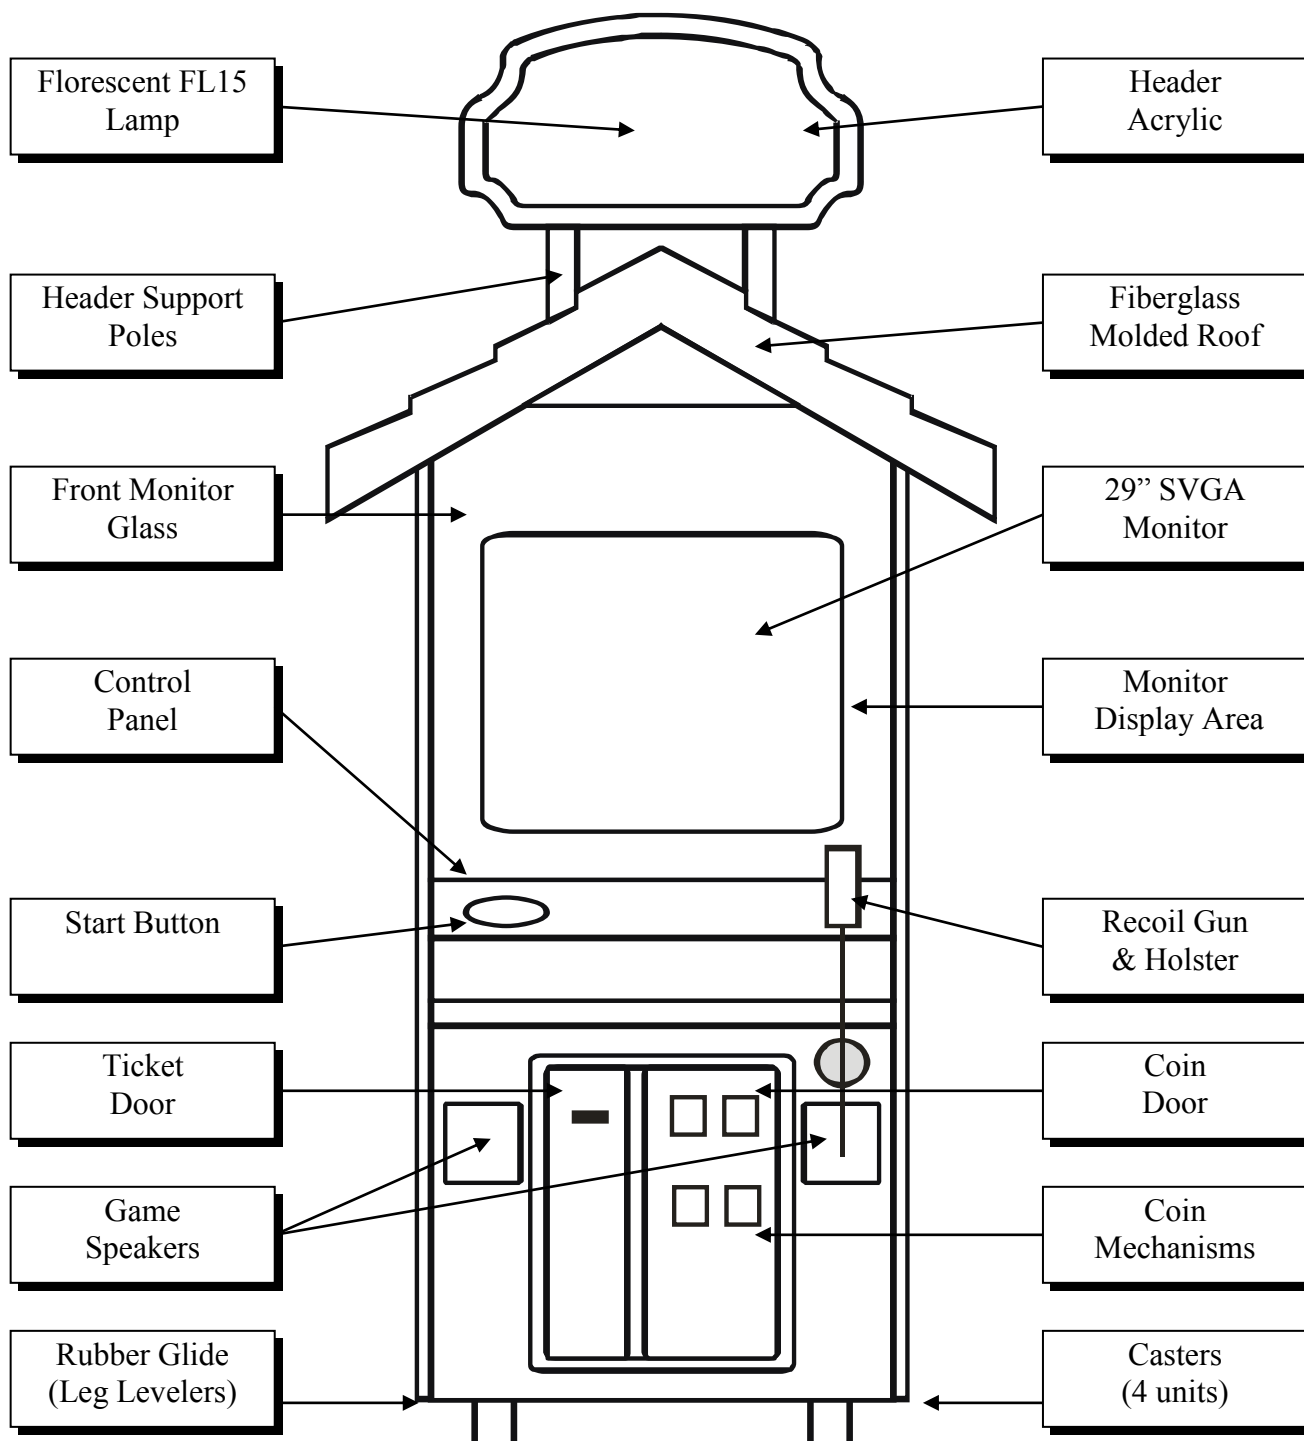 Florescent FL15
Lamp
Header
Acrylic
Header Support
Poles
Fiberglass
Molded Roof
Front Monitor
Glass
29” SVGA
Monitor
Control
Panel
Monitor
Display Area
Start Button
Recoil Gun
& Holster
Ticket
Door
Coin
Door
Game
Speakers
Coin
Mechanisms
Rubber Glide
(Leg Levelers)
Casters
(4 units)